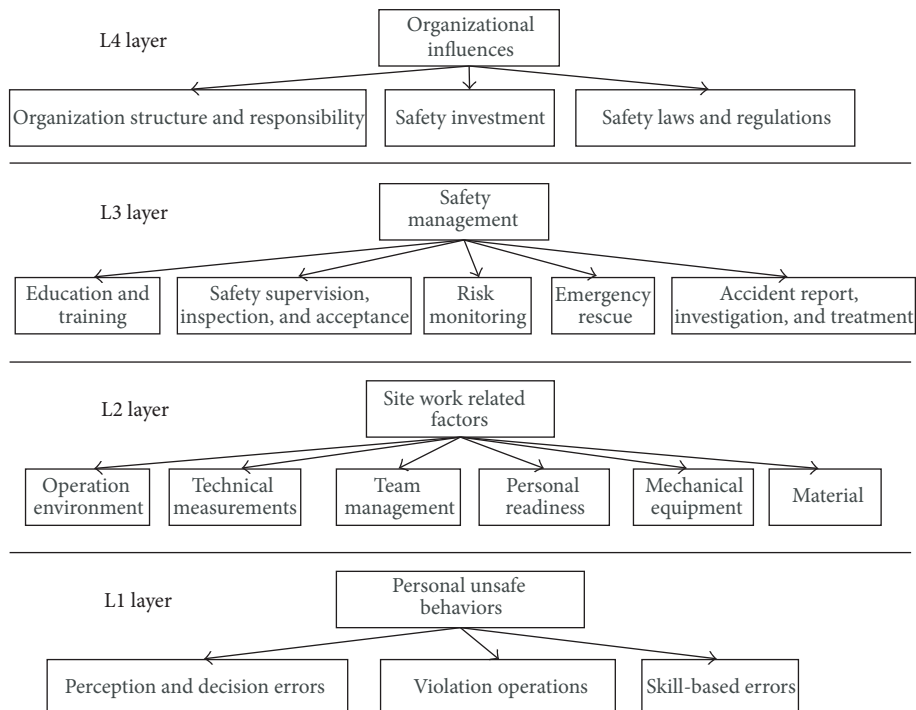 L4 layer
Organizational
influences
Organization structure and responsibility
Safety investment
Safety laws and regulations
L3 layer
Safety
management
Education and
training
Safety supervision,
inspection, and acceptance
Risk
monitoring
Emergency
rescue
Accident report,
investigation, and treatment
L2 layer
Site work related
factors
Operation
environment
Technical
measurements
Team
management
Personal
readiness
Mechanical
equipment
Material
L1 layer
Personal unsafe
behaviors
Perception and decision errors
Violation operations
Skill-based errors